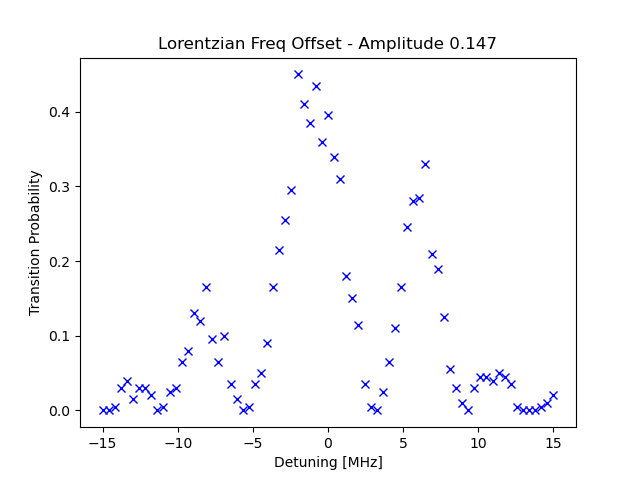 Lorentzian Freq Offset - Amplitude 0.147
Transition Probability
0.4
0.3
0.2
0.1
0.0
−15 −10 −5 0 5 10 15
Detuning [MHz]